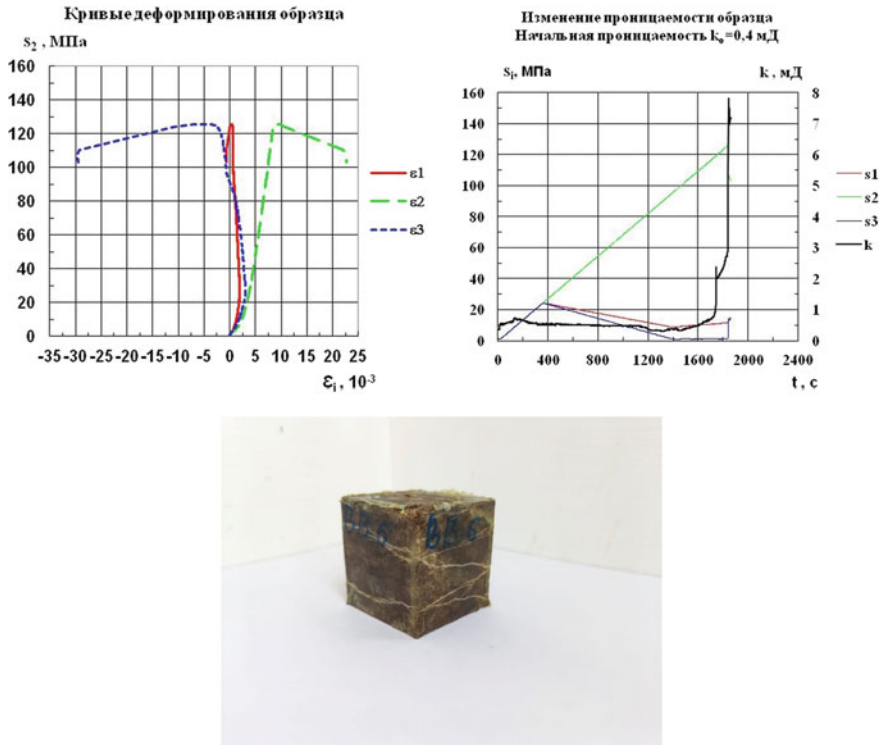 Кривые деформирования образца
s₂ , МПа
160
140
120
100
80
60
40
20
0
-35 -30 -25 -20 -15 -10 -5 0 5 10 15 20 25
ε1
ε2
ε3
Ɛᵢ , 10⁻³
Изменение проницаемости образца
Начальная проницаемость kₒ=0,4 мД
sᵢ, МПа k , мД
160 8
140 7
120 6
100 5
80 4
60 3
40 2
20 1
0 0
0 400 800 1200 1600 2000 2400
s1
s2
s3
k
t , c
ВВ 6 ВВ 6